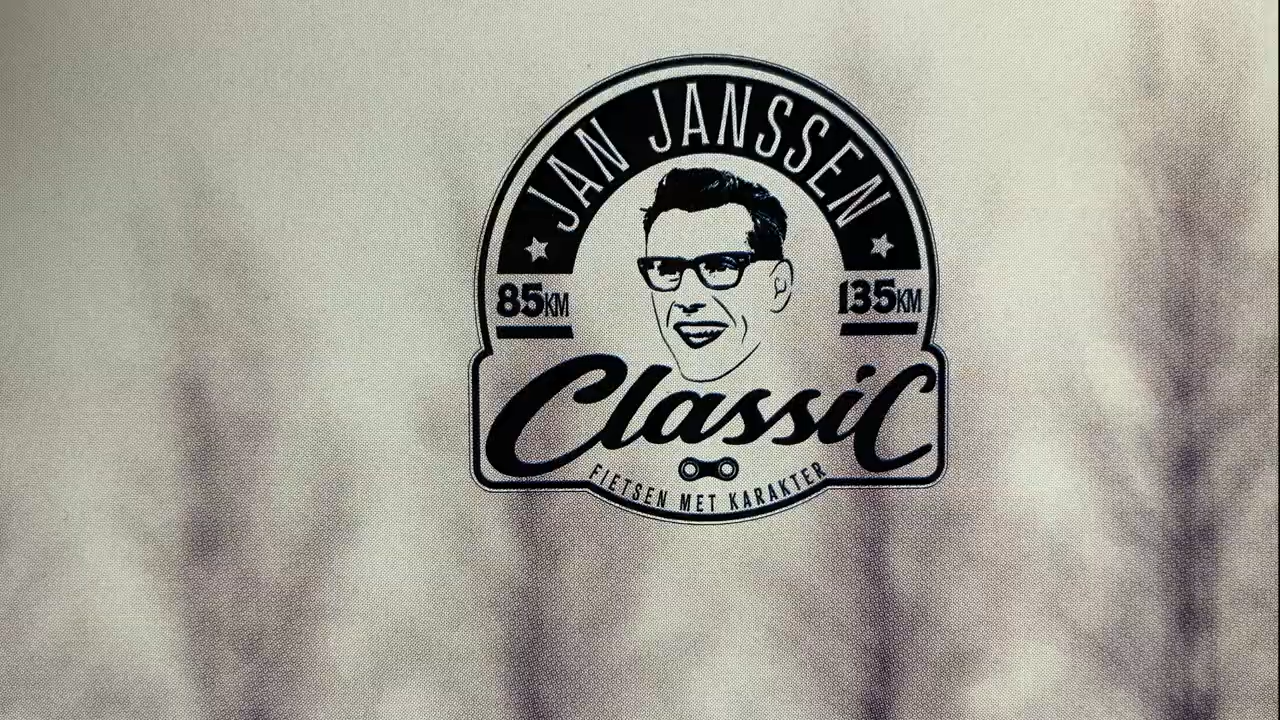 JAN JANSSEN
85KM
135KM
Classic
FIETSEN MET KARAKTER